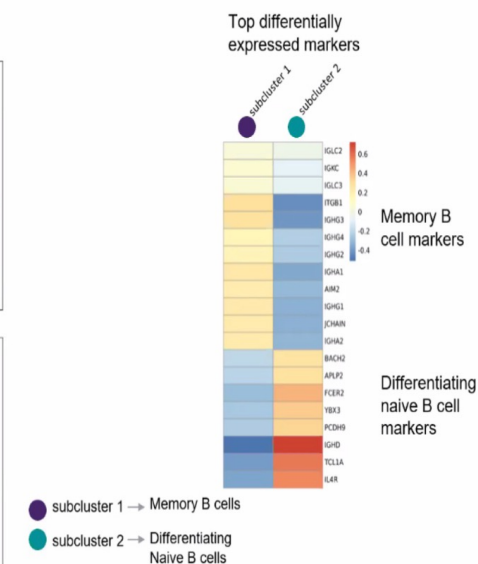 Top differentially
expressed markers
subcluster 1
subcluster 2
IGLC2
IGKC
IGLC3
ITGB1
IGHG3
IGHG4
IGHG2
IGHA1
AIM2
IGHG1
JCHAIN
IGHA2
BACH2
APLP2
FCER2
YBX3
PCDH9
IGHD
TCL1A
IL4R
0.6
0.4
0.2
0
-0.2
-0.4
Memory B
cell markers
Differentiating
naive B cell
markers
subcluster 1 → Memory B cells
subcluster 2 → Differentiating
Naive B cells